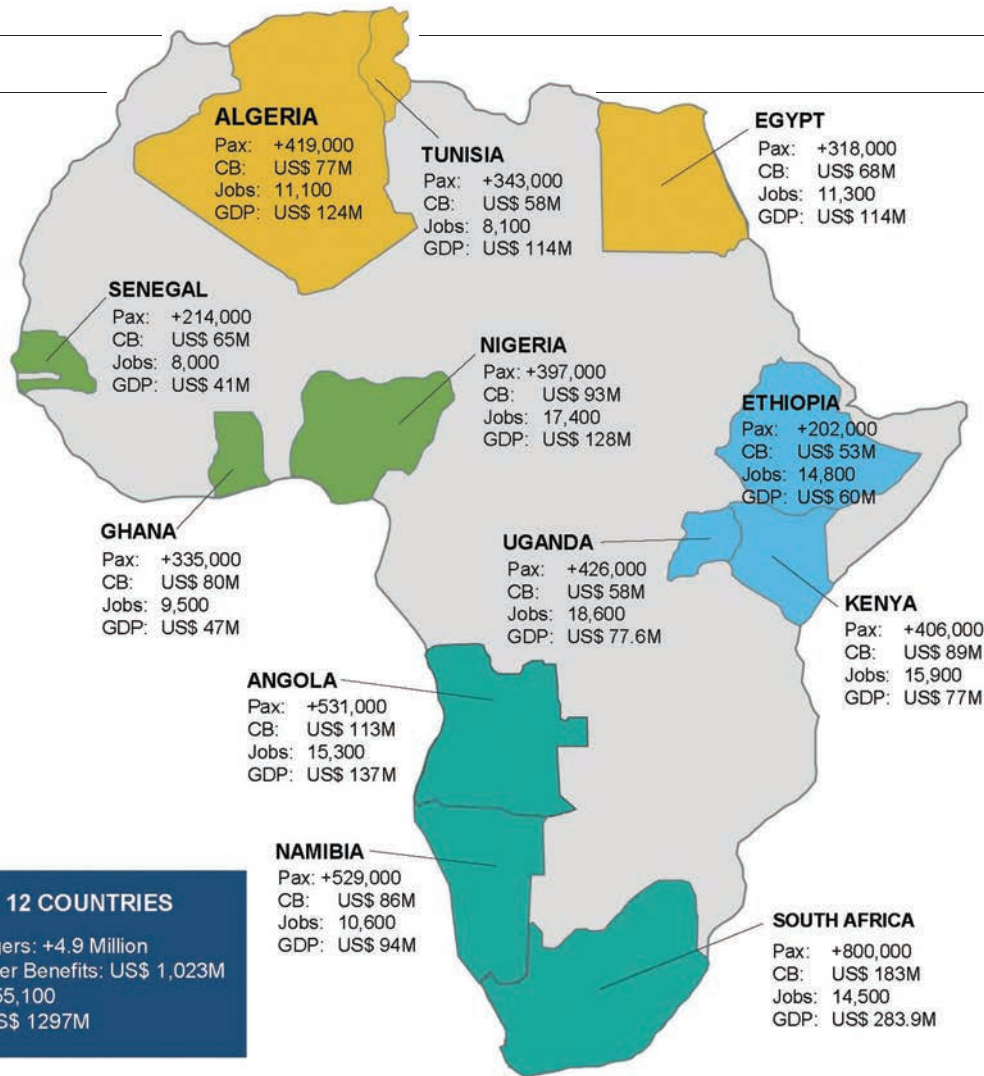 ALGERIA
Pax: +419,000
CB: US$ 77M
Jobs: 11,100
GDP: US$ 124M
TUNISIA
Pax: +343,000
CB: US$ 58M
Jobs: 8,100
GDP: US$ 114M
EGYPT
Pax: +318,000
CB: US$ 68M
Jobs: 11,300
GDP: US$ 114M
SENEGAL
Pax: +214,000
CB: US$ 65M
Jobs: 8,000
GDP: US$ 41M
NIGERIA
Pax: +397,000
CB: US$ 93M
Jobs: 17,400
GDP: US$ 128M
ETHIOPIA
Pax: +202,000
CB: US$ 53M
Jobs: 14,800
GDP: US$ 60M
GHANA
Pax: +335,000
CB: US$ 80M
Jobs: 9,500
GDP: US$ 47M
UGANDA
Pax: +426,000
CB: US$ 58M
Jobs: 18,600
GDP: US$ 77.6M
KENYA
Pax: +406,000
CB: US$ 89M
Jobs: 15,900
GDP: US$ 77M
ANGOLA
Pax: +531,000
CB: US$ 113M
Jobs: 15,300
GDP: US$ 137M
NAMIBIA
Pax: +529,000
CB: US$ 86M
Jobs: 10,600
GDP: US$ 94M
SOUTH AFRICA
Pax: +800,000
CB: US$ 183M
Jobs: 14,500
GDP: US$ 283.9M
12 COUNTRIES
gers: +4.9 Million
er Benefits: US$ 1,023M
55,100
S$ 1297M